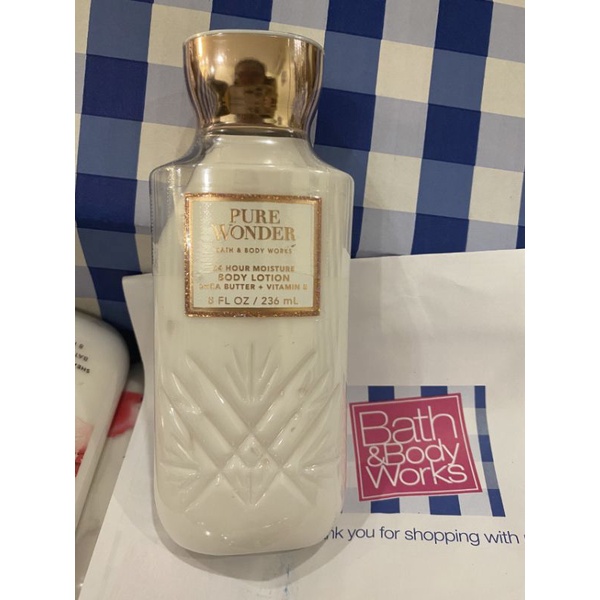 PURE
WONDER
BATH & BODY WORKS
24 HOUR MOISTURE
BODY LOTION
SHEA BUTTER + VITAMIN E
8 FL OZ / 236 mL
Bath
&Body
Works
you for shopping with